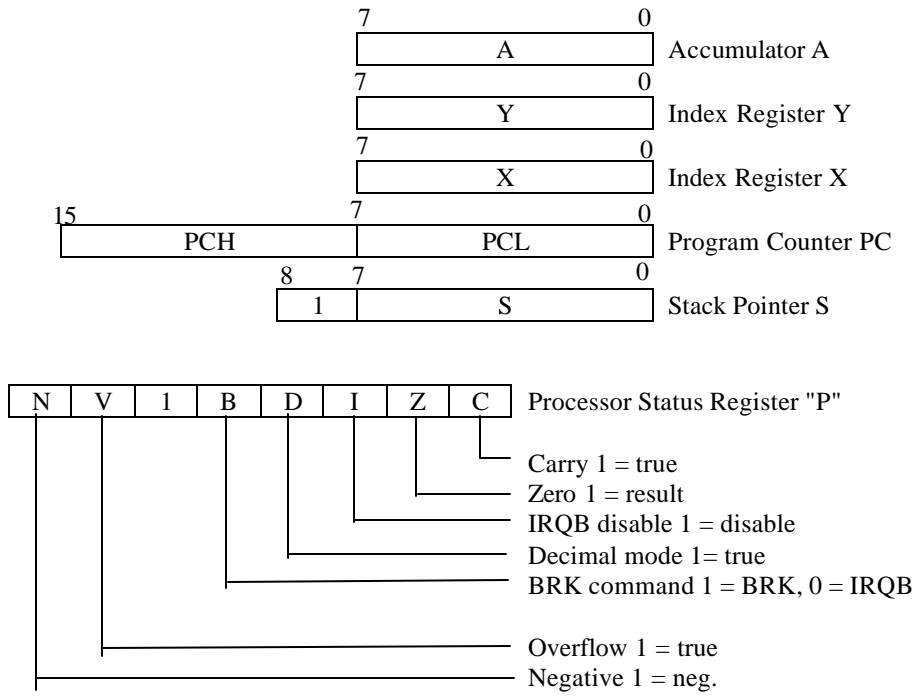 7 0
A Accumulator A
7 0
Y Index Register Y
7 0
X Index Register X
15 7 0
PCH PCL Program Counter PC
8 7 0
1 S Stack Pointer S
N V 1 B D I Z C Processor Status Register "P"
Carry 1 = true
Zero 1 = result
IRQB disable 1 = disable
Decimal mode 1= true
BRK command 1 = BRK, 0 = IRQB
Overflow 1 = true
Negative 1 = neg.